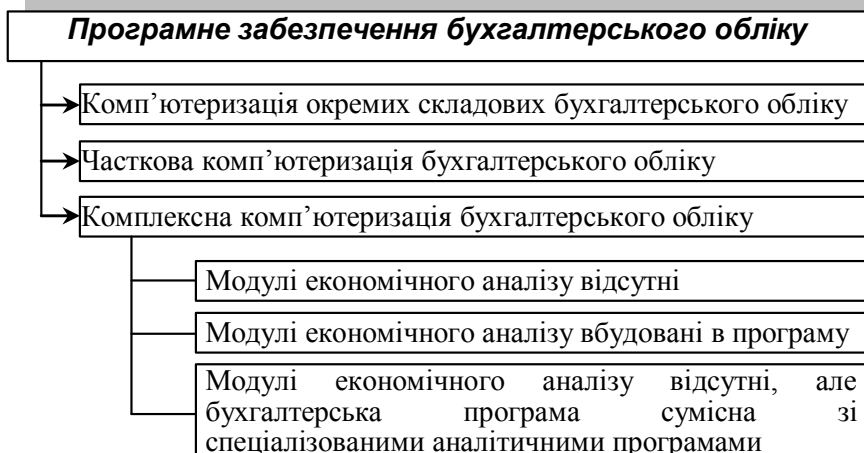 Програмне забезпечення бухгалтерського обліку
Комп’ютеризація окремих складових бухгалтерського обліку
Часткова комп’ютеризація бухгалтерського обліку
Комплексна комп’ютеризація бухгалтерського обліку
Модулі економічного аналізу відсутні
Модулі економічного аналізу вбудовані в програму
Модулі економічного аналізу відсутні, але
бухгалтерська програма сумісна зі
спеціалізованими аналітичними програмами